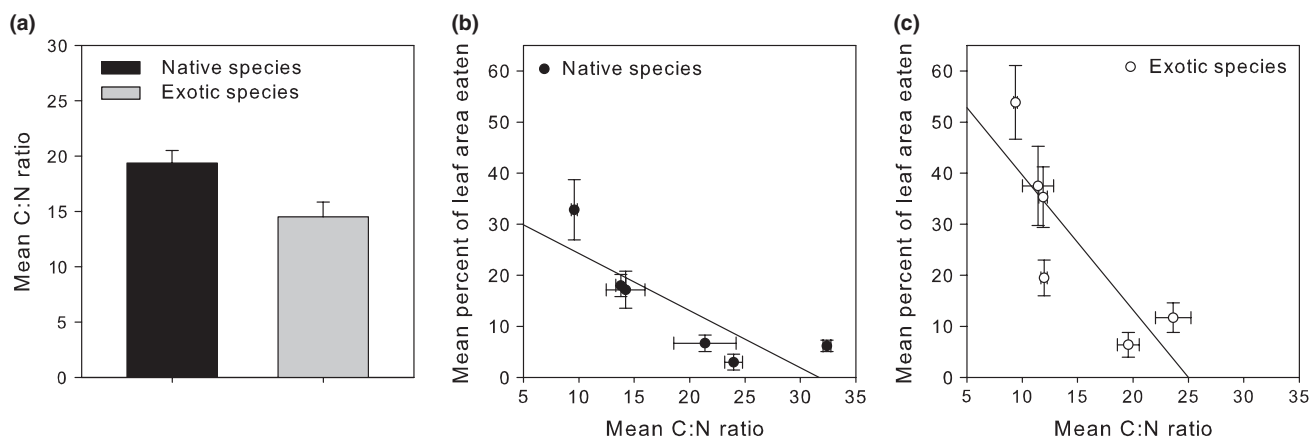 (a)
30
25
20
15
10
5
0
Mean C:N ratio
Native species
Exotic species
(b)
60
50
40
30
20
10
0
Mean percent of leaf area eaten
Native species
5 10 15 20 25 30 35
Mean C:N ratio
(c)
60
50
40
30
20
10
0
Mean percent of leaf area eaten
Exotic species
5 10 15 20 25 30 35
Mean C:N ratio